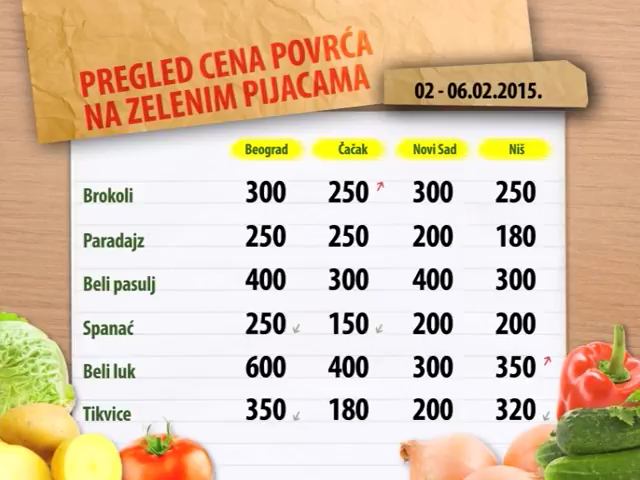 PREGLED CENA POVRĆA
NA ZELENIM PIJACAMA
02 - 06.02.2015.
Beograd Čačak Novi Sad Niš
Brokoli 300 250 300 250
Paradajz 250 250 200 180
Beli pasulj 400 300 400 300
Spanać 250 150 200 200
Beli luk 600 400 300 350
Tikvice 350 180 200 320